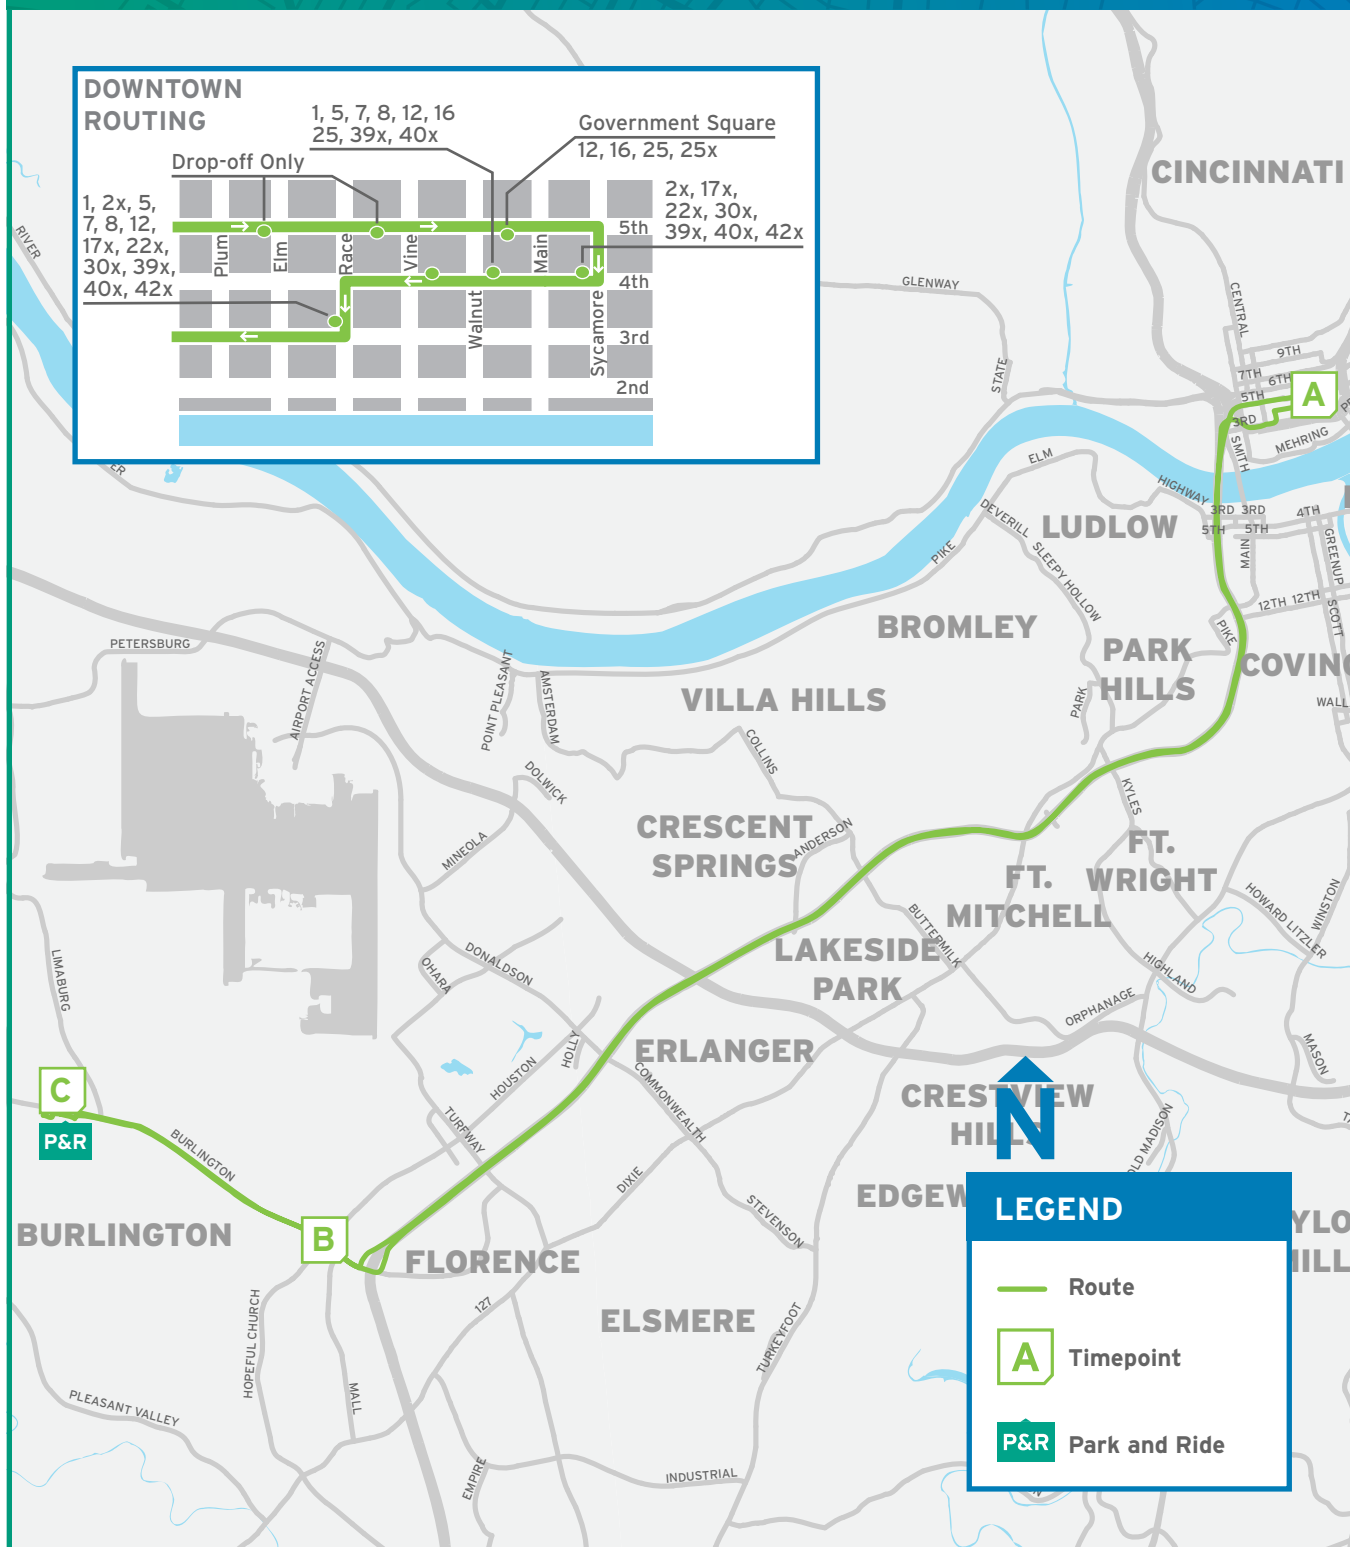 DOWNTOWN
ROUTING
1, 5, 7, 8, 12, 16
25, 39x, 40x
Government Square
12, 16, 25, 25x
Drop-off Only
1, 2x, 5,
7, 8, 12,
17x, 22x,
30x, 39x,
40x, 42x
2x, 17x,
22x, 30x,
39x, 40x, 42x
Plum
Elm
Race
Vine
Walnut
Main
Sycamore
5th
4th
3rd
2nd
CINCINNATI
RIVER
GLENWAY
STATE
CENTRAL
9TH
7TH
6TH
5TH
3RD
A
SMITH
MEHRING
ELM
HIGHWAY
DEVERILL
LUDLOW
3RD 3RD
4TH
5TH 5TH
MAIN
GREENUP
PIKE
SLEEPY HOLLOW
12TH 12TH
SCOTT
BROMLEY
PIKE
PARK
HILLS
COVING
PETERSBURG
AIRPORT ACCESS
POINT PLEASANT
AMSTERDAM
VILLA HILLS
PARK
WALL
COLLINS
DOLWICK
KYLES
CRESCENT
SPRINGS
ANDERSON
MINEOLA
FT.
WRIGHT
FT.
MITCHELL
HOWARD LITZLER
WINSTON
BUTTERMILK
LAKESIDE
PARK
LIMABURG
OHARA
DONALDSON
HIGHLAND
ORPHANAGE
ERLANGER
HOLLY
HOUSTON
COMMONWEALTH
MASON
C
P&R
BURLINGTON
TURFWAY
CRESTVIEW
HILLS
N
OLD MADISON
DIXIE
STEVENSON
EDGEW
BURLINGTON
B
FLORENCE
YLO
ILL
127
ELSMERE
HOPEFUL CHURCH
TURKEYFOOT
MALL
PLEASANT VALLEY
EMPIRE
INDUSTRIAL
LEGEND
Route
A Timepoint
P&R Park and Ride